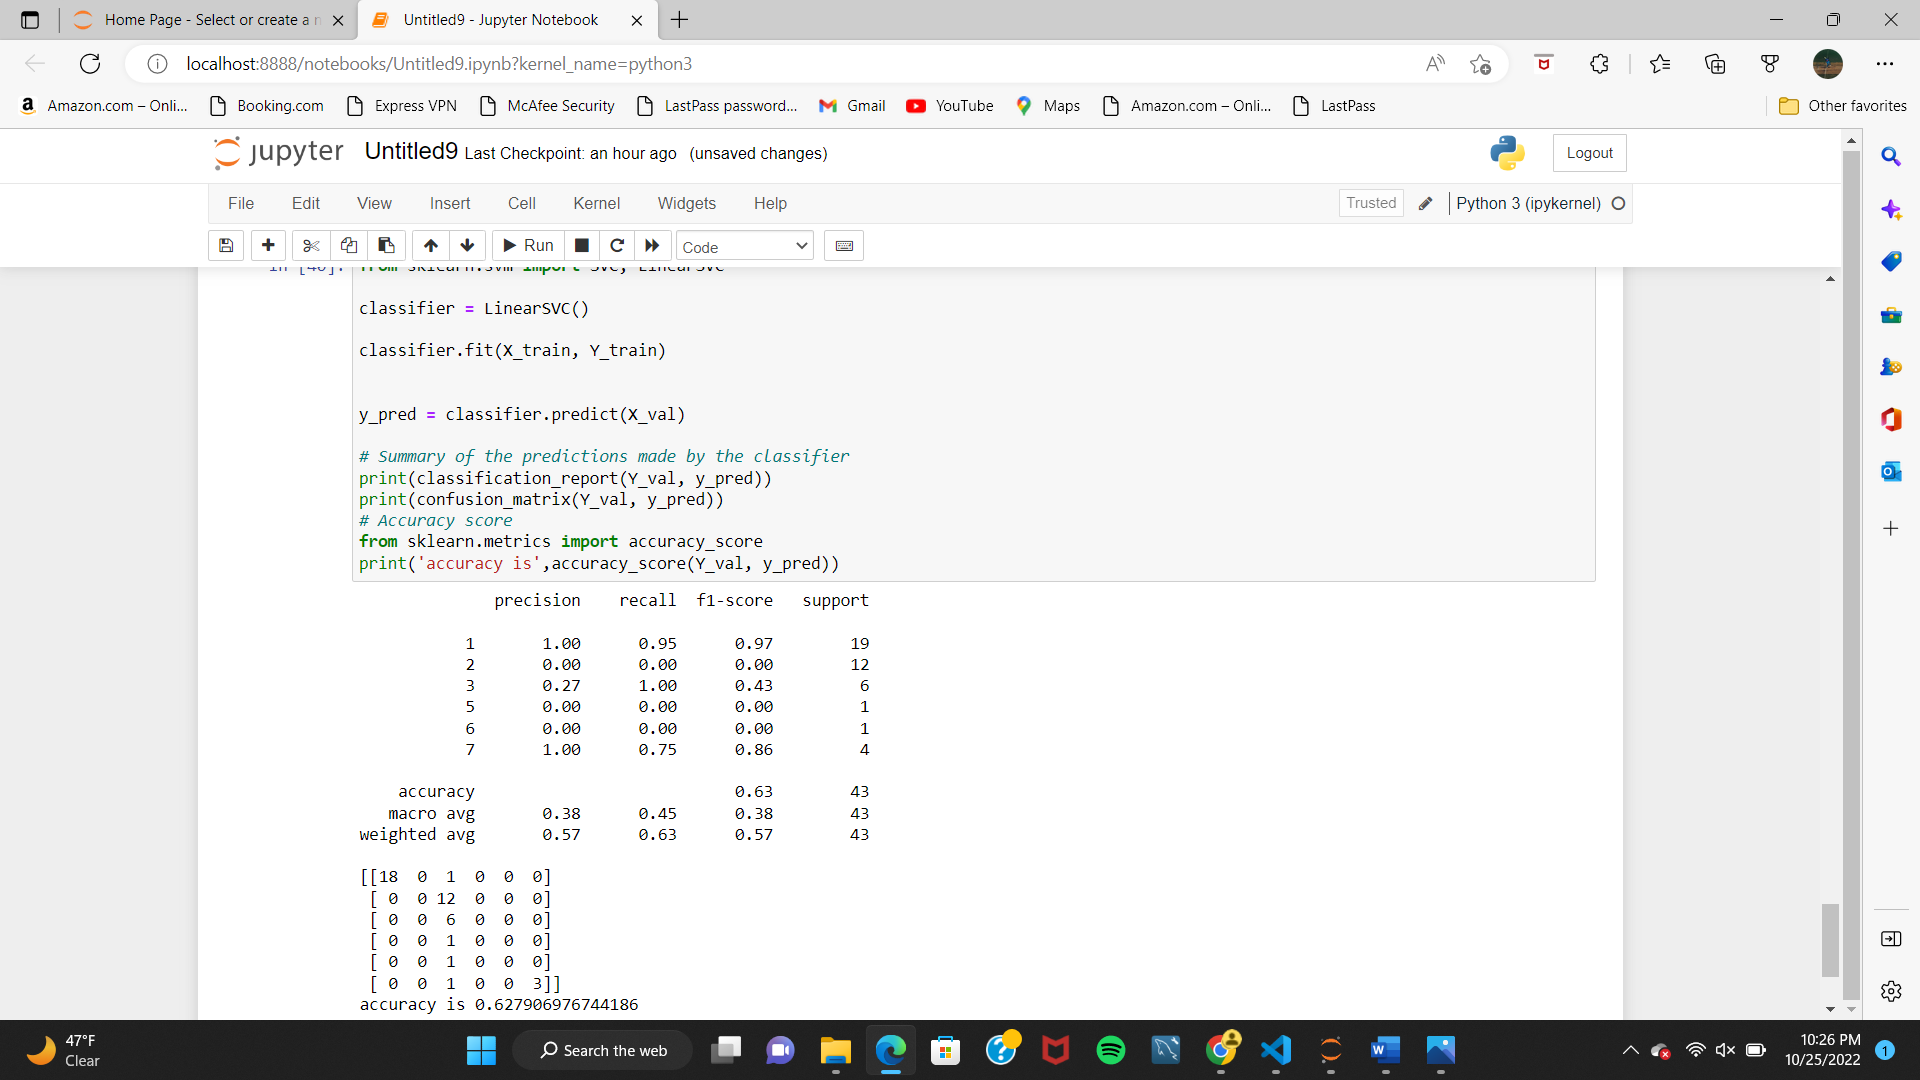 Home Page - Select or create a n
Untitled9 - Jupyter Notebook
localhost:8888/notebooks/Untitled9.ipynb?kernel_name=python3
Amazon.com – Onli...
Booking.com
Express VPN
McAfee Security
LastPass password...
Gmail
YouTube
Maps
Amazon.com – Onli...
LastPass
Other favorites
jupyter Untitled9 Last Checkpoint: an hour ago (unsaved changes)
Logout
File Edit View Insert Cell Kernel Widgets Help
Trusted
Python 3 (ipykernel)
Run
Code
In [40]: from sklearn.svm import SVC, LinearSVC
classifier = LinearSVC()
classifier.fit(X_train, Y_train)
y_pred = classifier.predict(X_val)
# Summary of the predictions made by the classifier
print(classification_report(Y_val, y_pred))
print(confusion_matrix(Y_val, y_pred))
# Accuracy score
from sklearn.metrics import accuracy_score
print('accuracy is',accuracy_score(Y_val, y_pred))
precision recall f1-score support
1 1.00 0.95 0.97 19
2 0.00 0.00 0.00 12
3 0.27 1.00 0.43 6
5 0.00 0.00 0.00 1
6 0.00 0.00 0.00 1
7 1.00 0.75 0.86 4
accuracy 0.63 43
macro avg 0.38 0.45 0.38 43
weighted avg 0.57 0.63 0.57 43
[[18 0 1 0 0 0]
[ 0 0 12 0 0 0]
[ 0 0 6 0 0 0]
[ 0 0 1 0 0 0]
[ 0 0 1 0 0 0]
[ 0 0 1 0 0 3]]
accuracy is 0.627906976744186
47°F
Clear
Search the web
10:26 PM
10/25/2022
1